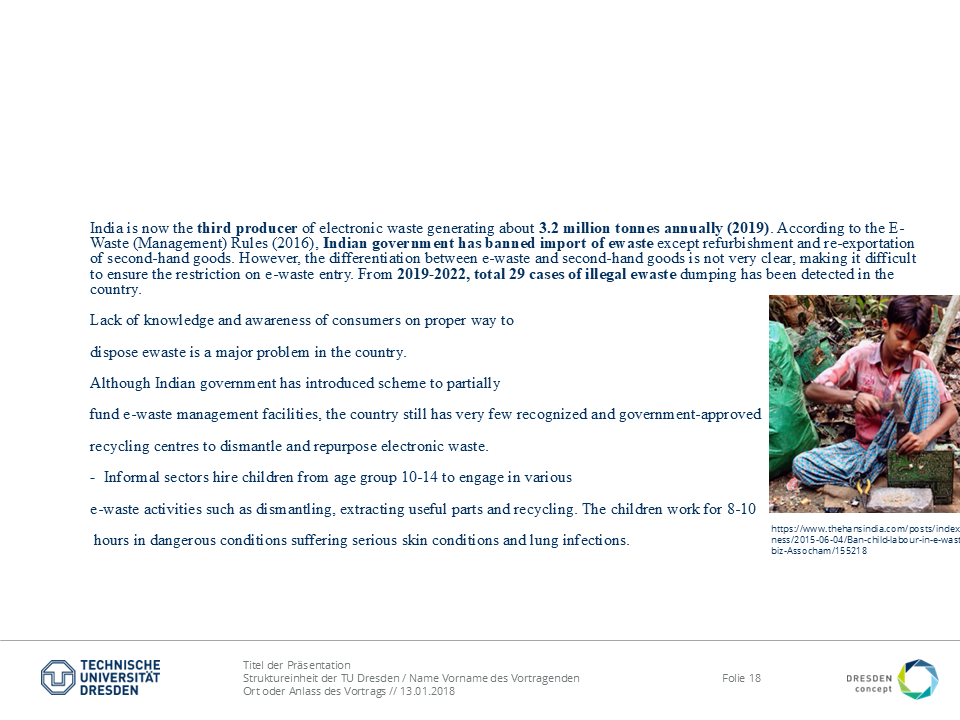 India is now the third producer of electronic waste generating about 3.2 million tonnes annually (2019). According to the E-
Waste (Management) Rules (2016), Indian government has banned import of ewaste except refurbishment and re-exportation
of second-hand goods. However, the differentiation between e-waste and second-hand goods is not very clear, making it difficult
to ensure the restriction on e-waste entry. From 2019-2022, total 29 cases of illegal ewaste dumping has been detected in the
country.
Lack of knowledge and awareness of consumers on proper way to
dispose ewaste is a major problem in the country.
Although Indian government has introduced scheme to partially
fund e-waste management facilities, the country still has very few recognized and government-approved
recycling centres to dismantle and repurpose electronic waste.
- Informal sectors hire children from age group 10-14 to engage in various
e-waste activities such as dismantling, extracting useful parts and recycling. The children work for 8-10
hours in dangerous conditions suffering serious skin conditions and lung infections.
https://www.thehansindia.com/posts/index
ness/2015-06-04/Ban-child-labour-in-e-wast
biz-Assocham/155218
TECHNISCHE
UNIVERSITÄT
DRESDEN
Titel der Präsentation
Struktureinheit der TU Dresden / Name Vorname des Vortragenden
Ort oder Anlass des Vortrags // 13.01.2018
Folie 18
DRESDEN
concept